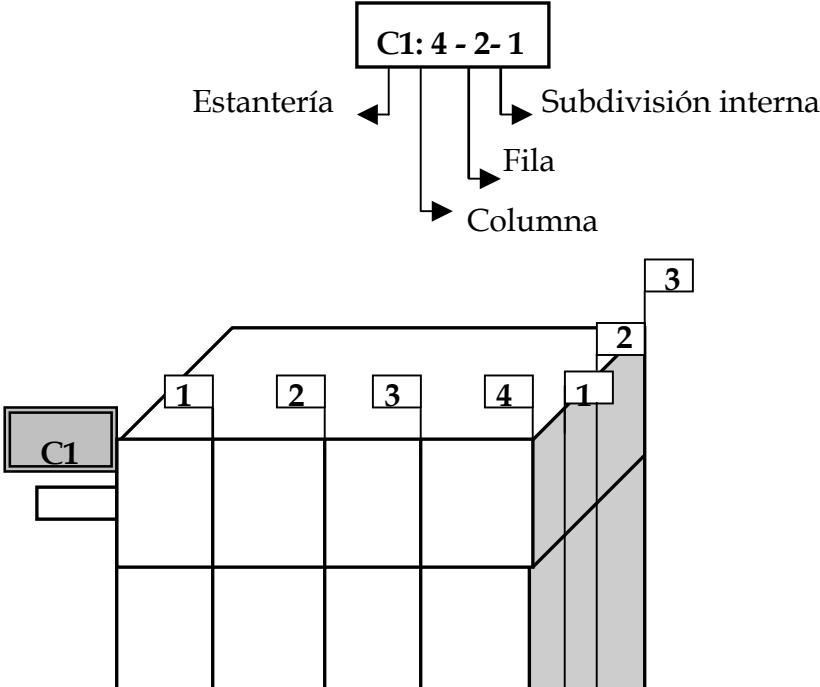 C1: 4 - 2- 1
Estantería
Subdivisión interna
Fila
Columna
3
2
1 2 3 4 1
C1